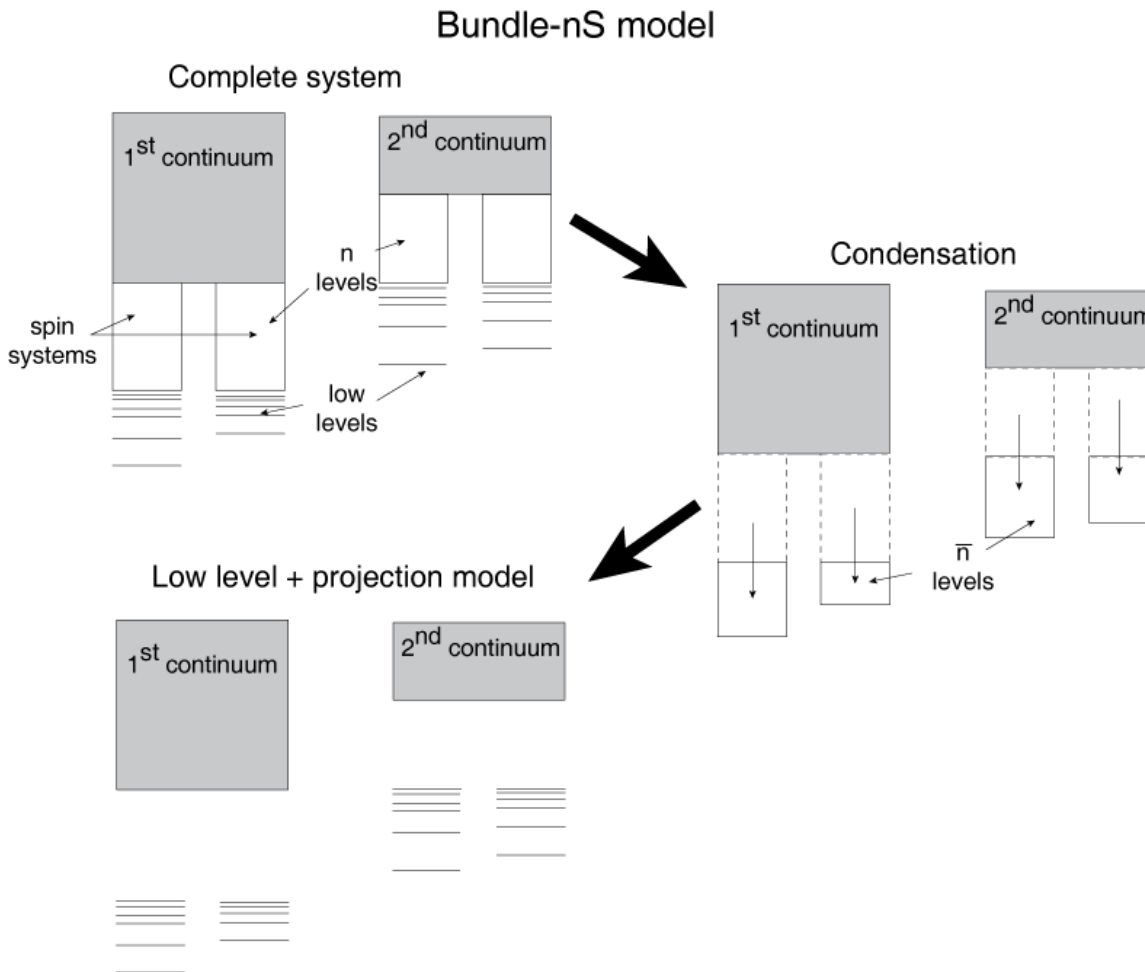 Bundle-nS model
Complete system
1st continuum
2nd continuum
n
levels
spin
systems
low
levels
Condensation
1st continuum
2nd continuum
n̅
levels
Low level + projection model
1st continuum
2nd continuum